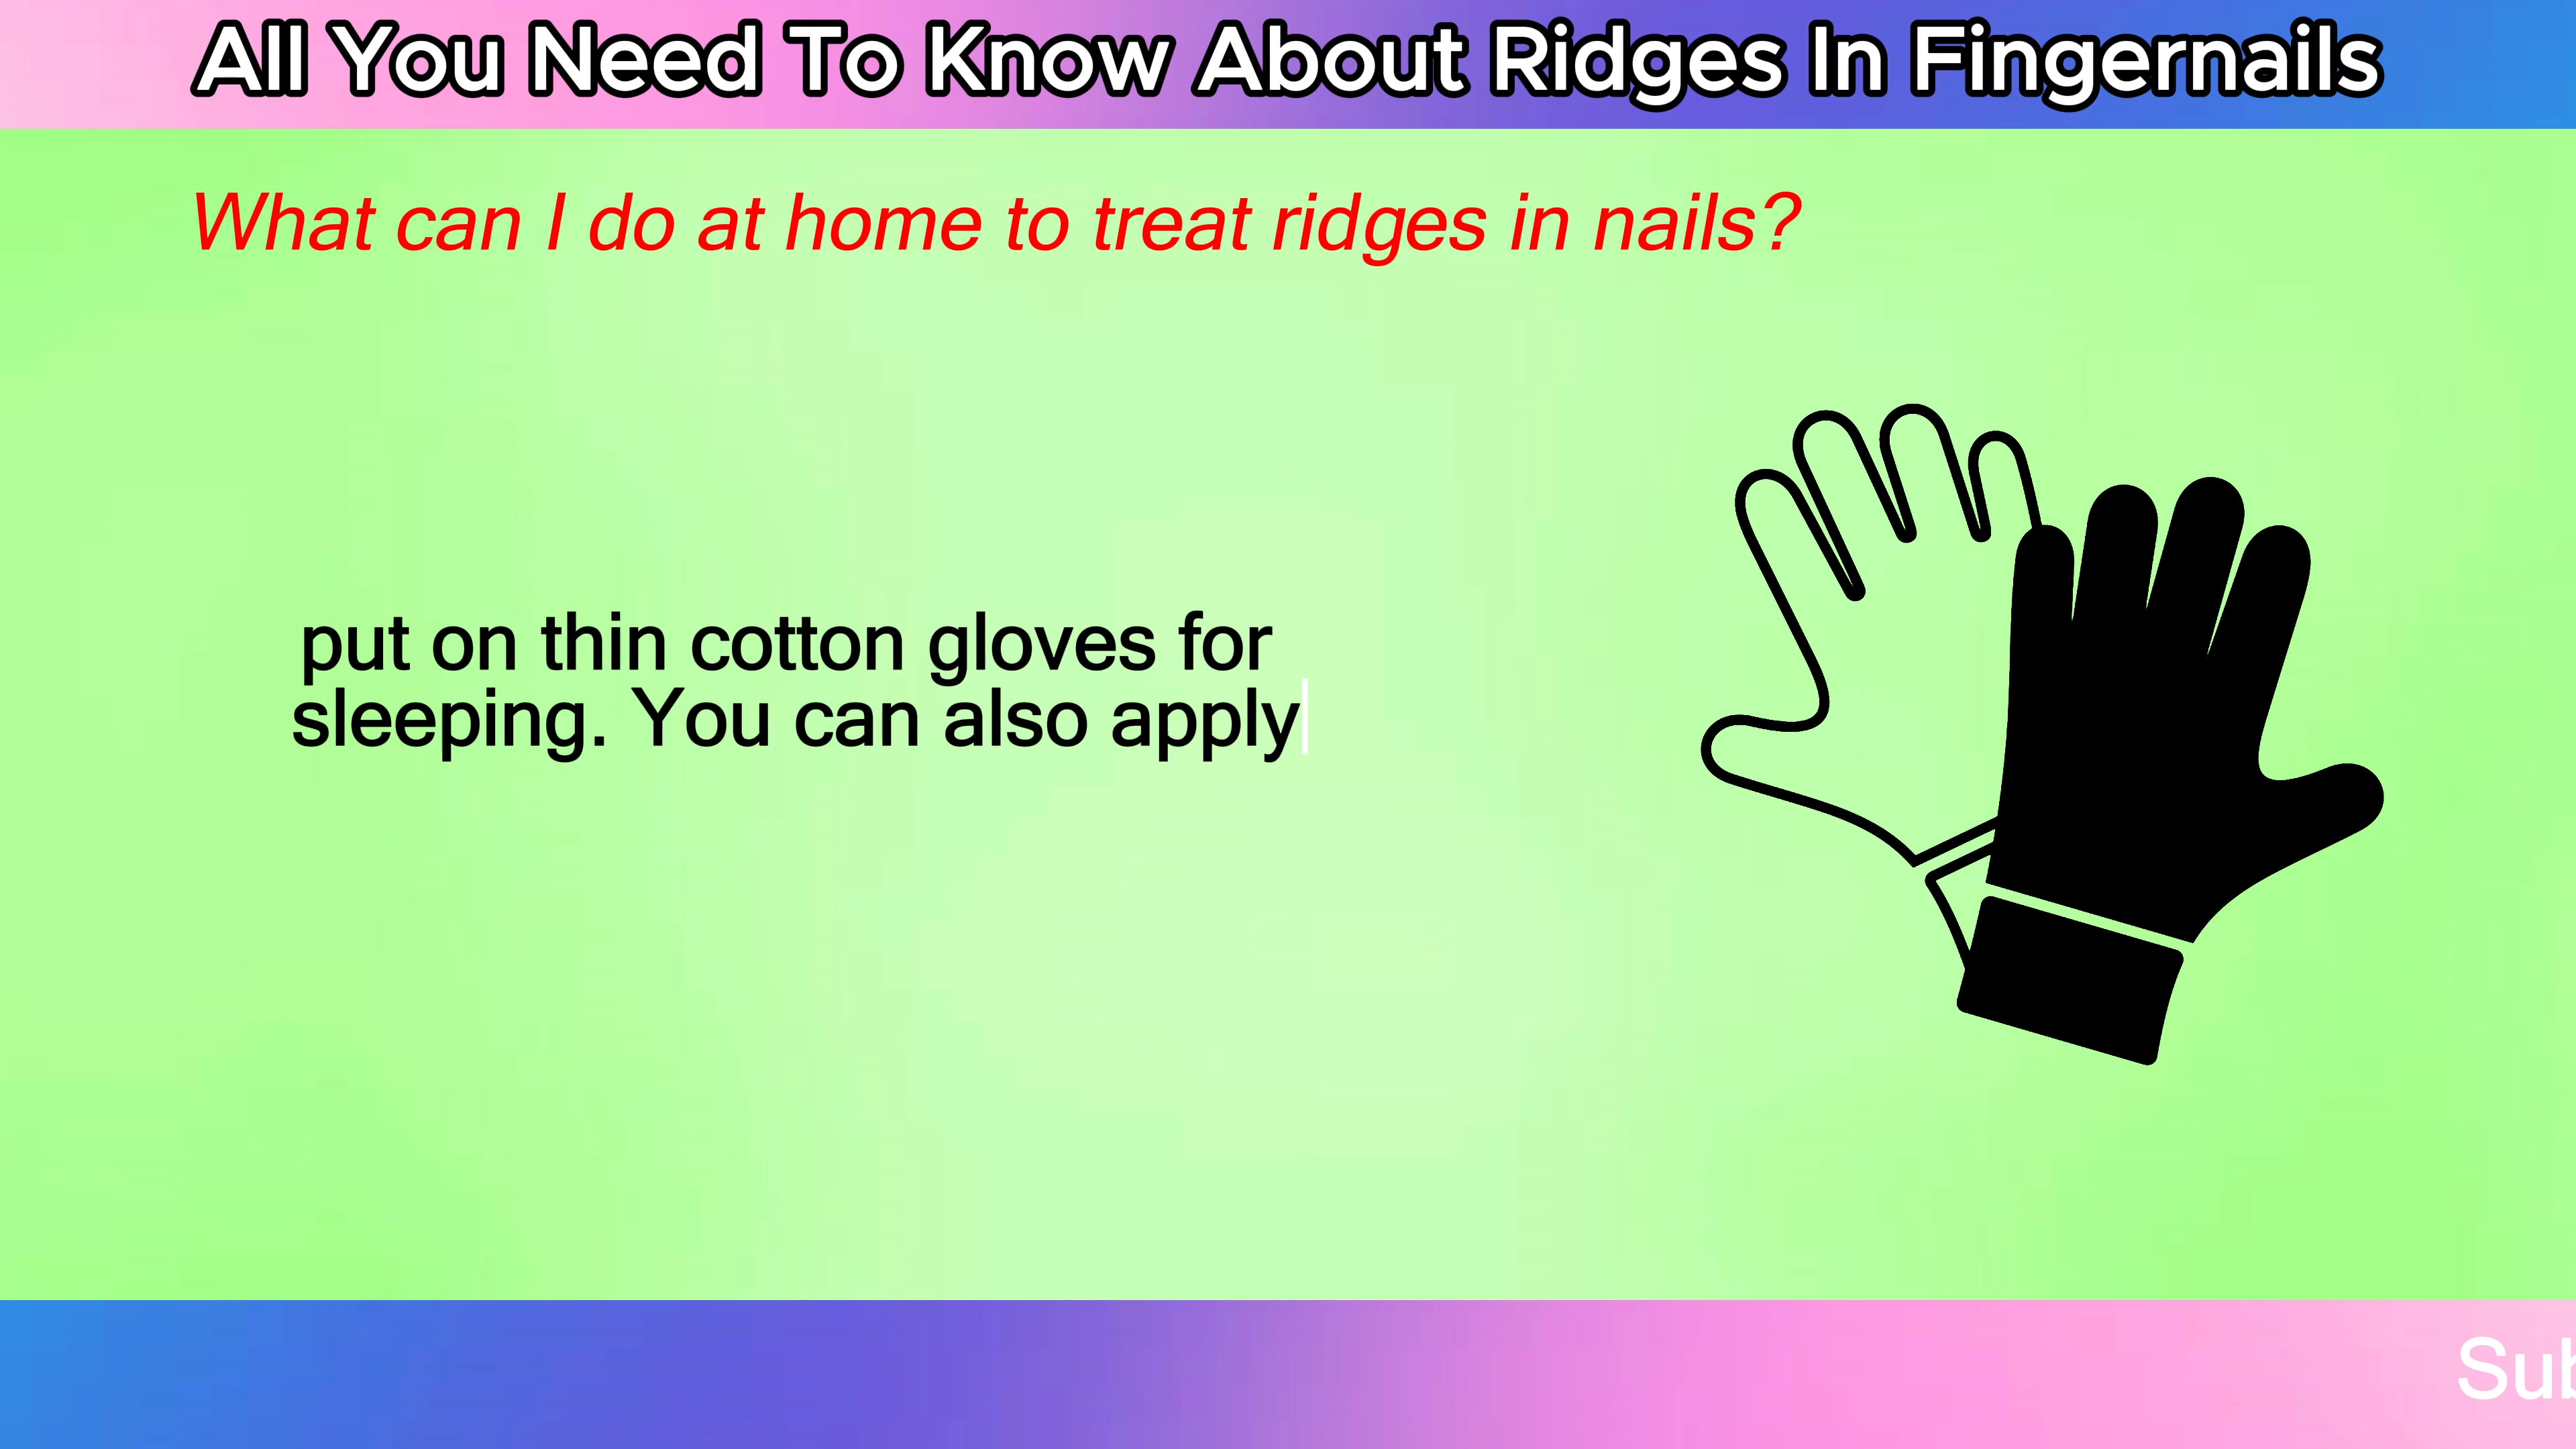 All You Need To Know About Ridges In Fingernails
What can I do at home to treat ridges in nails?
put on thin cotton gloves for
sleeping. You can also apply